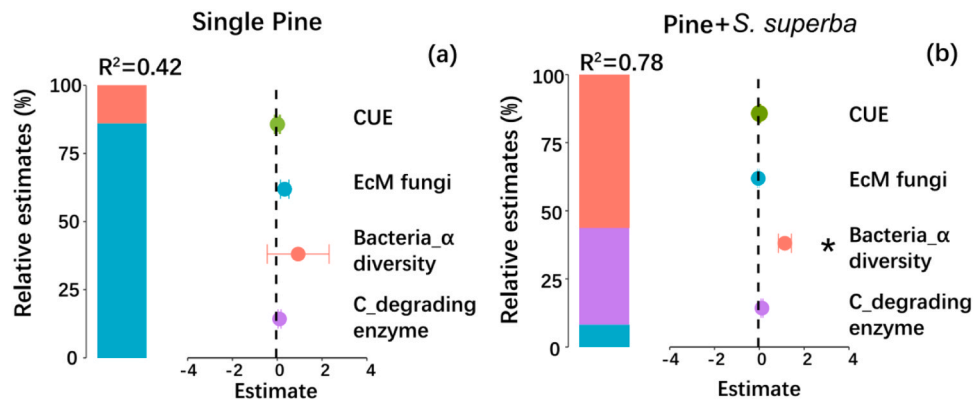 Single Pine
(a)
R²=0.42
Relative estimates (%)
100
75
50
25
0
CUE
EcM fungi
Bacteria_α
diversity
C_degrading
enzyme
-4
-2
0
2
4
Estimate
Pine+S. superba
(b)
R²=0.78
Relative estimates (%)
100
75
50
25
0
CUE
EcM fungi
*
Bacteria_α
diversity
C_degrading
enzyme
-4
-2
0
2
4
Estimate